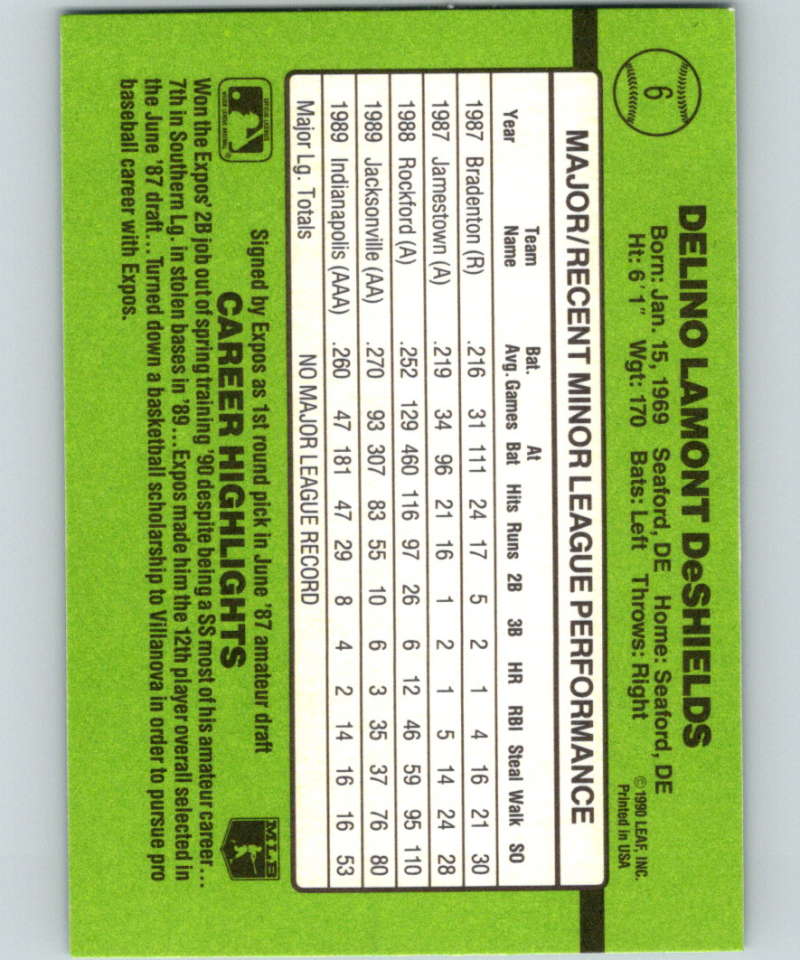 6
DELINO LAMONT DeSHIELDS
Born: Jan. 15, 1969 Seaford, DE Home: Seaford, DE
Ht: 6'1" Wgt: 170 Bats: Left Throws: Right
© 1990 LEAF, INC.
Printed in USA
MAJOR/RECENT MINOR LEAGUE PERFORMANCE
Year Team Name Bat. Avg. Games At Bat Hits Runs 2B 3B HR RBI Steal Walk SO
1987 Bradenton (R) .216 31 111 24 17 5 2 1 4 16 21 30
1987 Jamestown (A) .219 34 96 21 16 1 2 1 5 14 24 28
1988 Rockford (A) .252 129 460 116 97 26 6 12 46 59 95 110
1989 Jacksonville (AA) .270 93 307 83 55 10 6 3 35 37 76 80
1989 Indianapolis (AAA) .260 47 181 47 29 8 4 2 14 16 16 53
Major Lg. Totals NO MAJOR LEAGUE RECORD
Signed by Expos as 1st round pick in June '87 amateur draft
CAREER HIGHLIGHTS
MLB
Won the Expos' 2B job out of spring training '90 despite being a SS most of his amateur career...
7th in Southern Lg. in stolen bases in '89...Expos made him the 12th player overall selected in
the June '87 draft...Turned down a basketball scholarship to Villanova in order to pursue pro
baseball career with Expos.